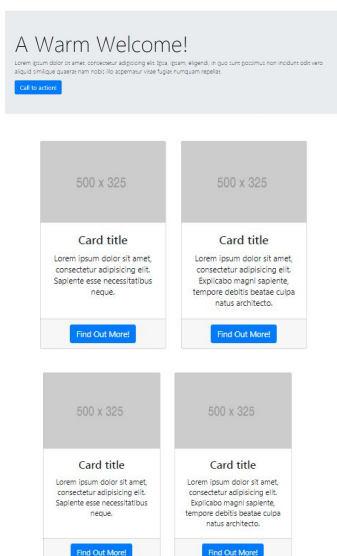 A Warm Welcome!
Lorem ipsum dolor sit amet, consectetur adipisicing elit. Ipsa, ipsam, eligendi, in quo sunt possimus non incidunt odit vero
aliquid similique quaerat nam nobis illo aspernatur vitae fugiat numquam repellat.
Call to action!
500 x 325
500 x 325
Card title
Lorem ipsum dolor sit amet,
consectetur adipisicing elit.
Sapiente esse necessitatibus
neque.
Find Out More!
Card title
Lorem ipsum dolor sit amet,
consectetur adipisicing elit.
Explicabo magni sapiente,
tempore debitis beatae culpa
natus architecto.
Find Out More!
500 x 325
500 x 325
Card title
Lorem ipsum dolor sit amet,
consectetur adipisicing elit.
Sapiente esse necessitatibus
neque.
Find Out More!
Card title
Lorem ipsum dolor sit amet,
consectetur adipisicing elit.
Explicabo magni sapiente,
tempore debitis beatae culpa
natus architecto.
Find Out More!